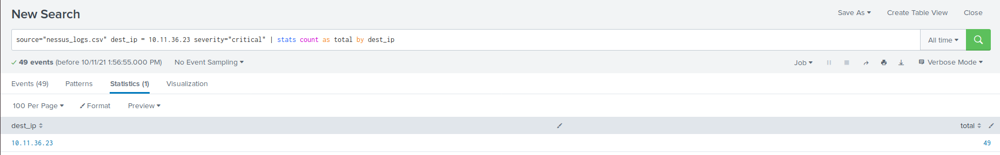 New Search
Save As Create Table View Close
source="nessus_logs.csv" dest_ip = 10.11.36.23 severity="critical" | stats count as total by dest_ip
All time
49 events (before 10/11/21 1:56:55.000 PM) No Event Sampling
Job Verbose Mode
Events (49) Patterns Statistics (1) Visualization
100 Per Page Format Preview
dest_ip total
10.11.36.23 49